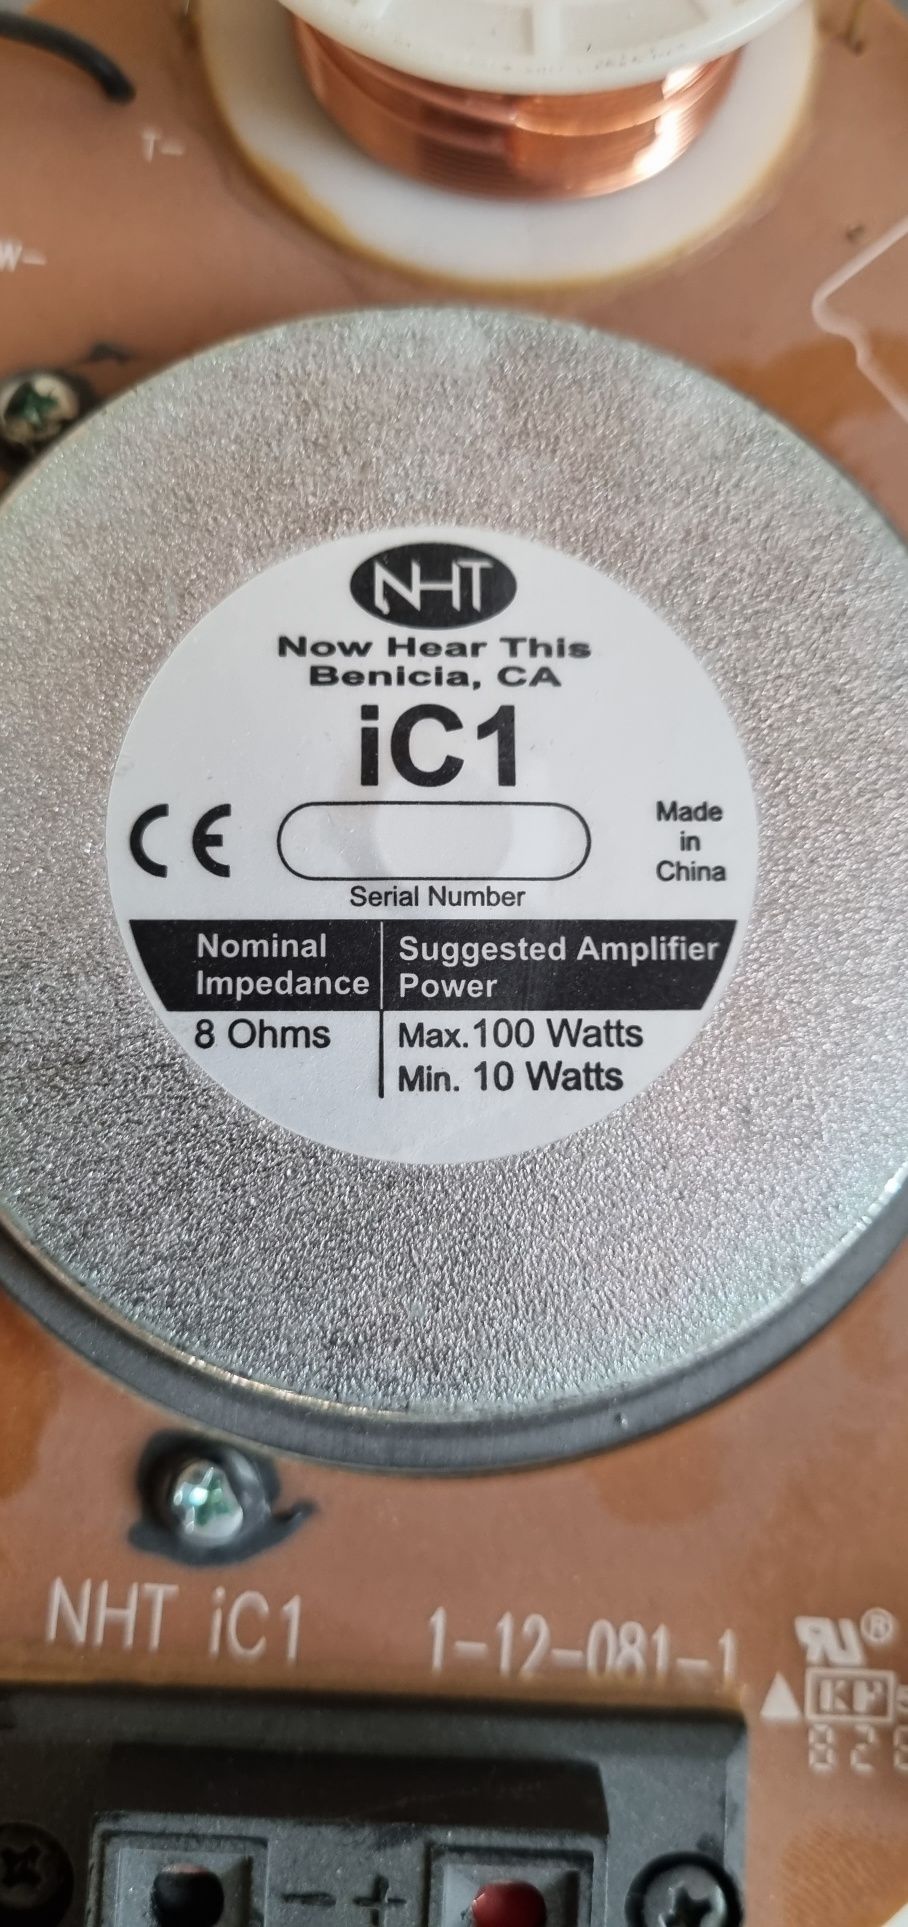 T-
W-
NHT
Now Hear This
Benicia, CA
iC1
CE
Made
in
China
Serial Number
Nominal
Impedance
Suggested Amplifier
Power
8 Ohms
Max.100 Watts
Min. 10 Watts
NHT iC1
1-12-081-1
KP
- +